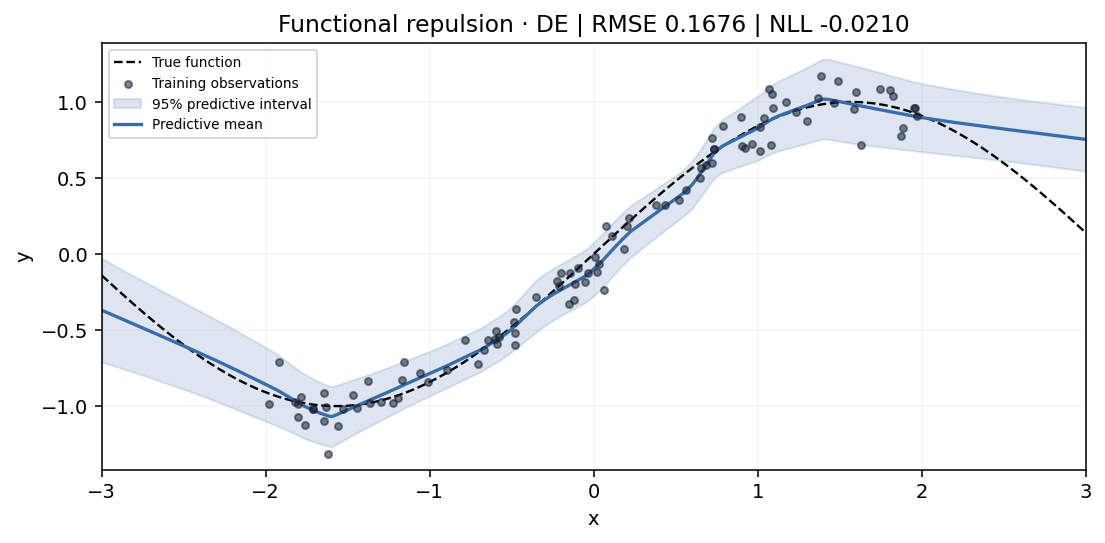 Functional repulsion · DE | RMSE 0.1676 | NLL -0.0210
True function
Training observations
95% predictive interval
Predictive mean
1.0
0.5
0.0
−0.5
−1.0
y
−3
−2
−1
0
1
2
3
x